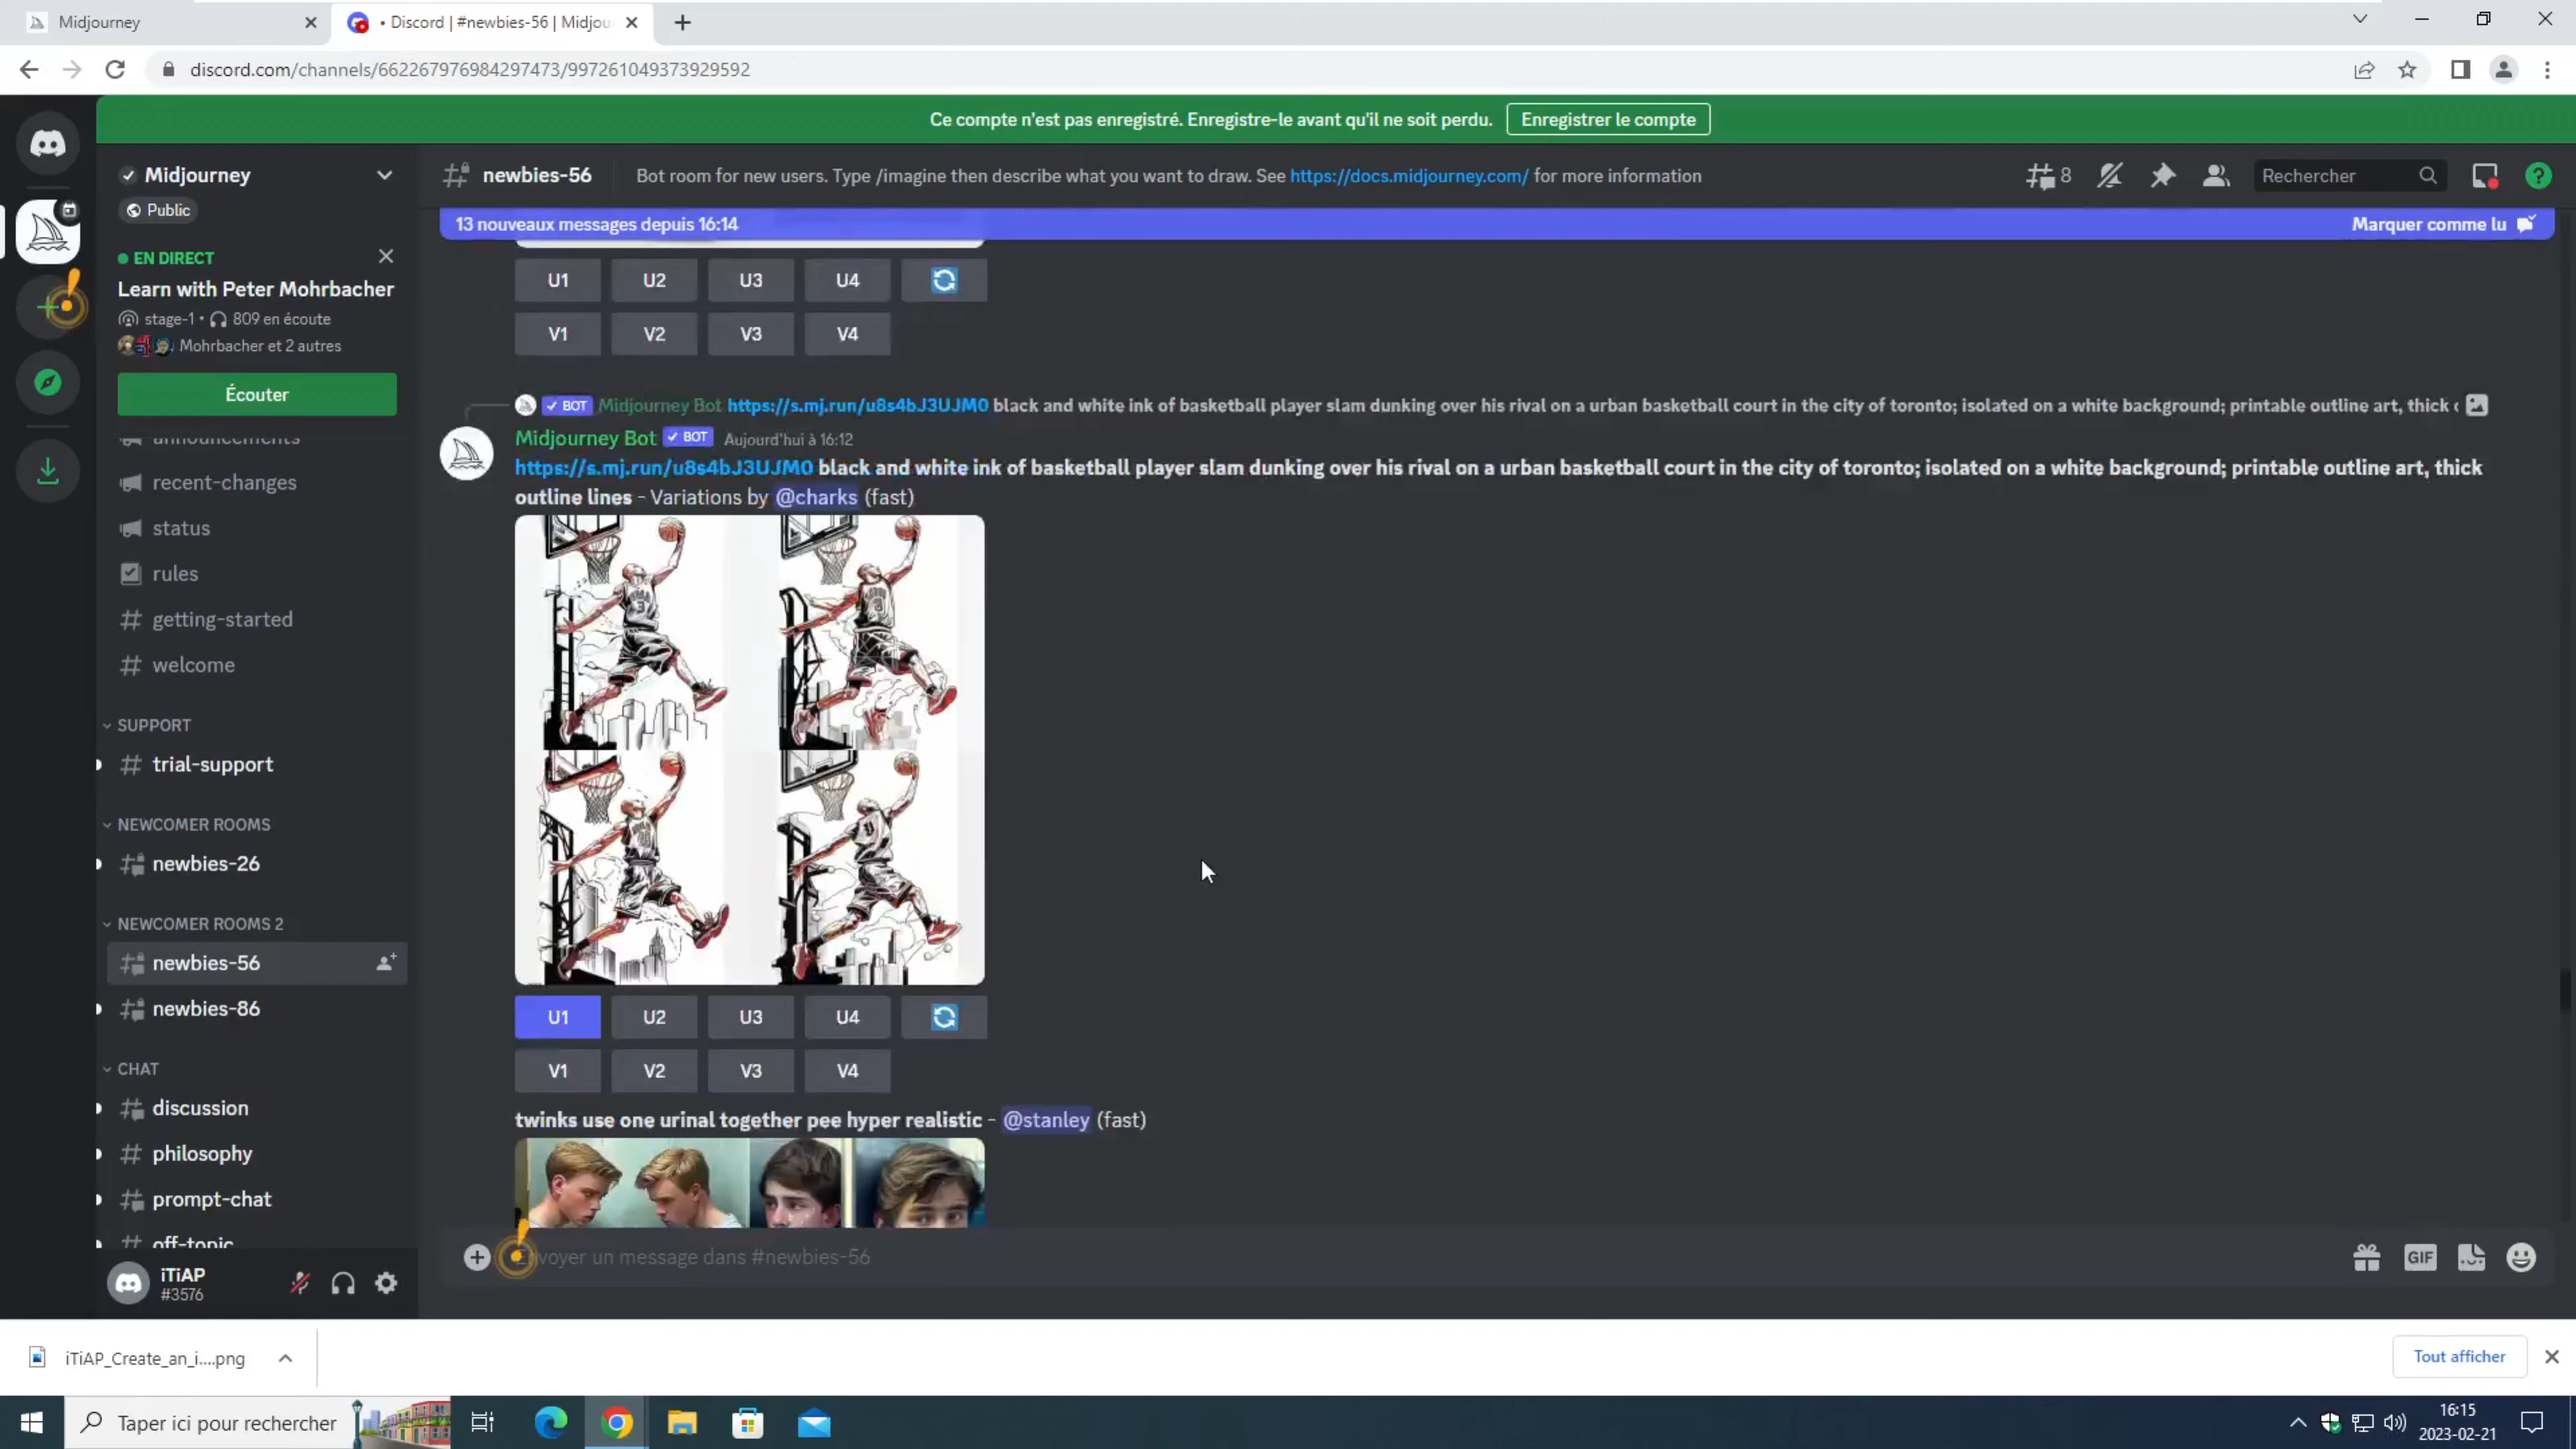 Midjourney
• Discord | #newbies-56 | Midjou
discord.com/channels/662267976984297473/997261049373929592
Ce compte n'est pas enregistré. Enregistre-le avant qu'il ne soit perdu.
Enregistrer le compte
Midjourney
Public
EN DIRECT
Learn with Peter Mohrbacher
stage-1 • 809 en écoute
Mohrbacher et 2 autres
Écouter
announcements
recent-changes
status
rules
getting-started
welcome
SUPPORT
trial-support
NEWCOMER ROOMS
newbies-26
NEWCOMER ROOMS 2
newbies-56
newbies-86
CHAT
discussion
philosophy
prompt-chat
off-topic
iTiAP
#3576
newbies-56
Bot room for new users. Type /imagine then describe what you want to draw. See https://docs.midjourney.com/ for more information
8
Rechercher
13 nouveaux messages depuis 16:14
Marquer comme lu
U1 U2 U3 U4
V1 V2 V3 V4
BOT Midjourney Bot https://s.mj.run/u8s4bJ3UJM0 black and white ink of basketball player slam dunking over his rival on a urban basketball court in the city of toronto; isolated on a white background; printable outline art, thick
Midjourney Bot BOT Aujourd'hui à 16:12
https://s.mj.run/u8s4bJ3UJM0 black and white ink of basketball player slam dunking over his rival on a urban basketball court in the city of toronto; isolated on a white background; printable outline art, thick
outline lines - Variations by @charks (fast)
U1 U2 U3 U4
V1 V2 V3 V4
twinks use one urinal together pee hyper realistic - @stanley (fast)
Envoyer un message dans #newbies-56
GIF
iTiAP_Create_an_i....png
Tout afficher
Taper ici pour rechercher
16:15
2023-02-21